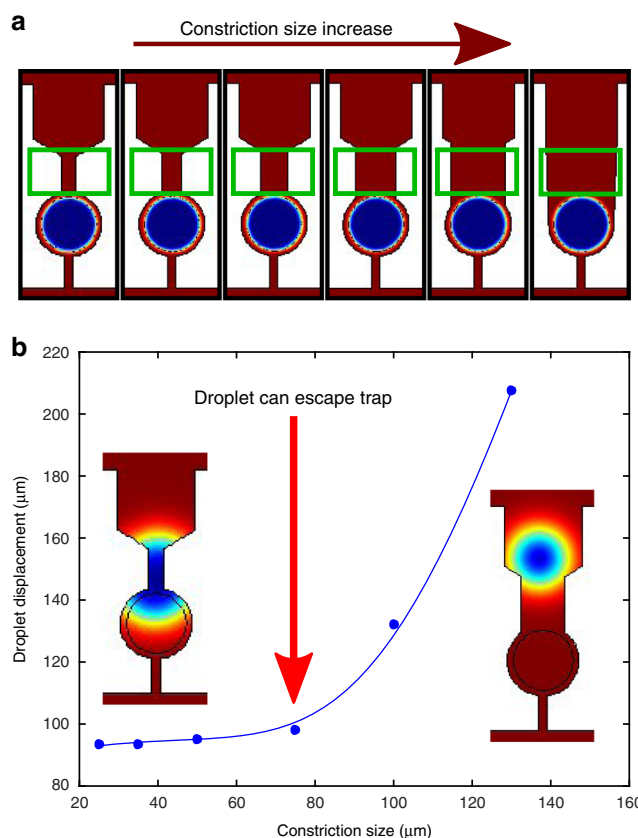 a
Constriction size increase
b
220
200
180
160
140
120
100
80
Droplet displacement (μm)
Droplet can escape trap
20 40 60 80 100 120 140 160
Constriction size (μm)